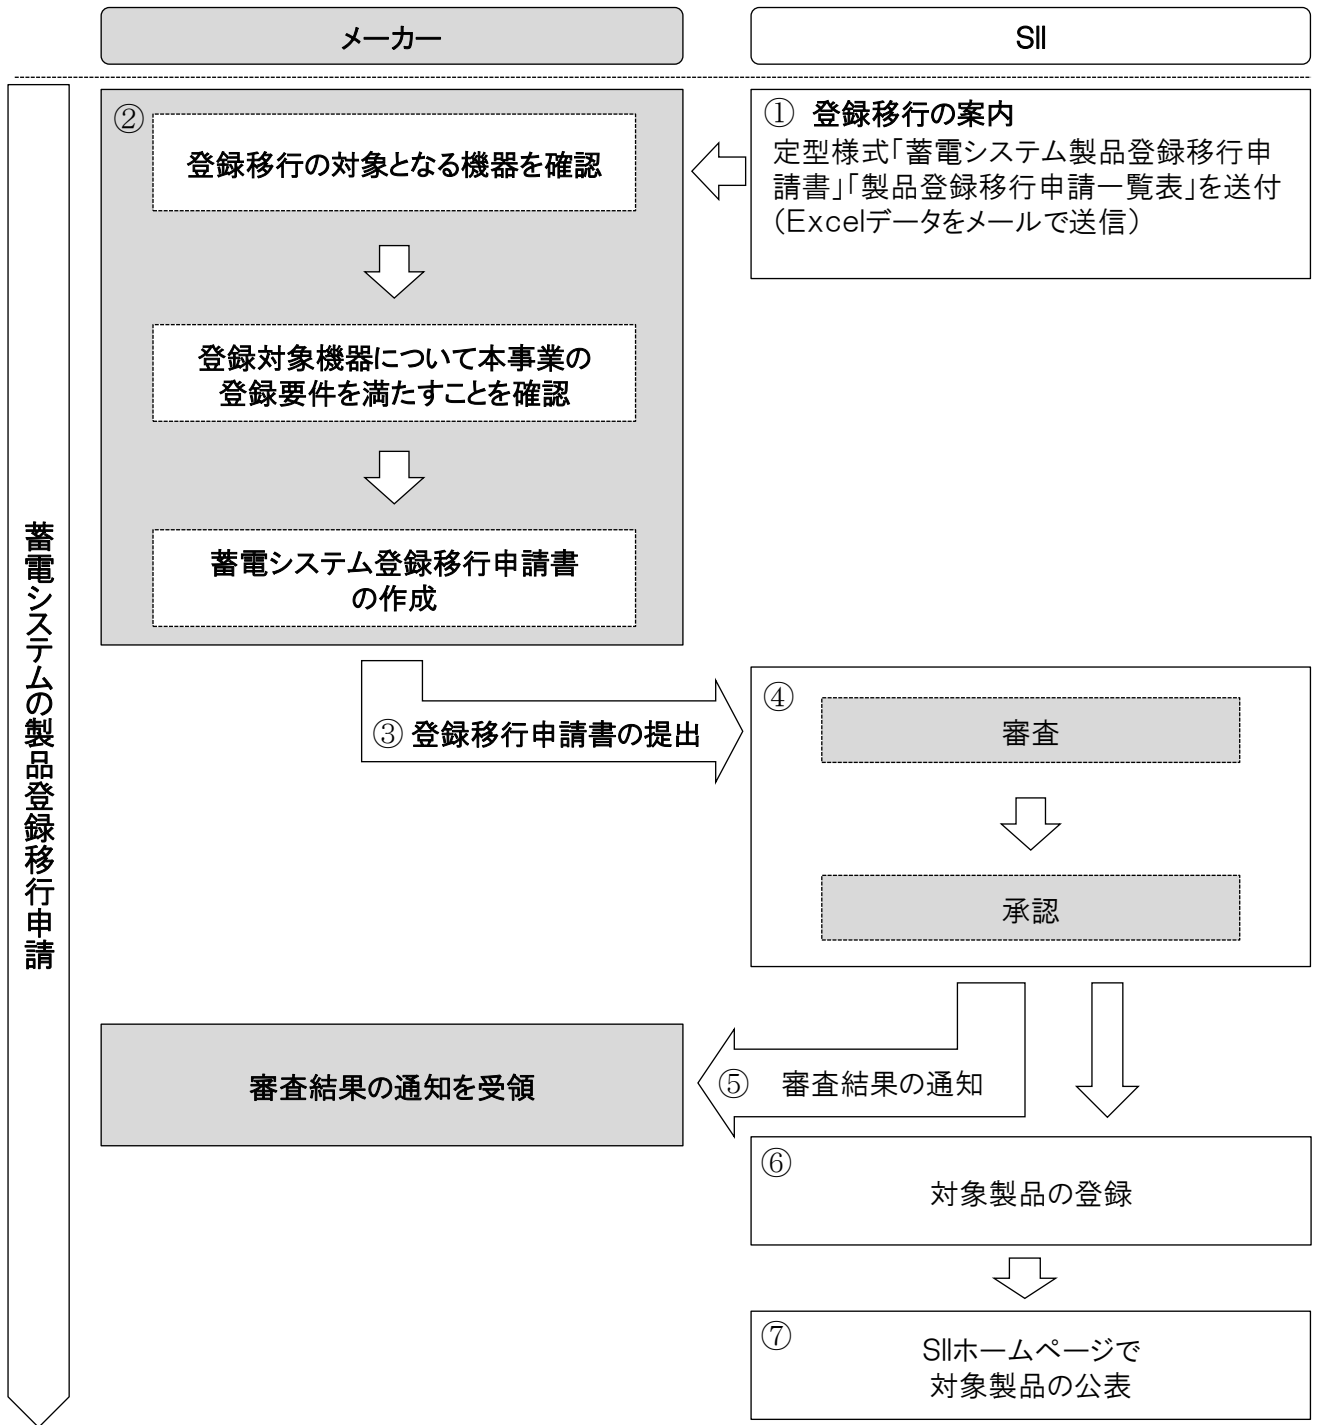 メーカー
SII
① 登録移行の案内
定型様式「蓄電システム製品登録移行申
請書」「製品登録移行申請一覧表」を送付
（Excelデータをメールで送信）
②
登録移行の対象となる機器を確認
登録対象機器について本事業の
登録要件を満たすことを確認
蓄電システム登録移行申請書
の作成
③ 登録移行申請書の提出
④
審査
承認
⑤ 審査結果の通知
審査結果の通知を受領
⑥
対象製品の登録
⑦
SIIホームページで
対象製品の公表
蓄電システムの製品登録移行申請